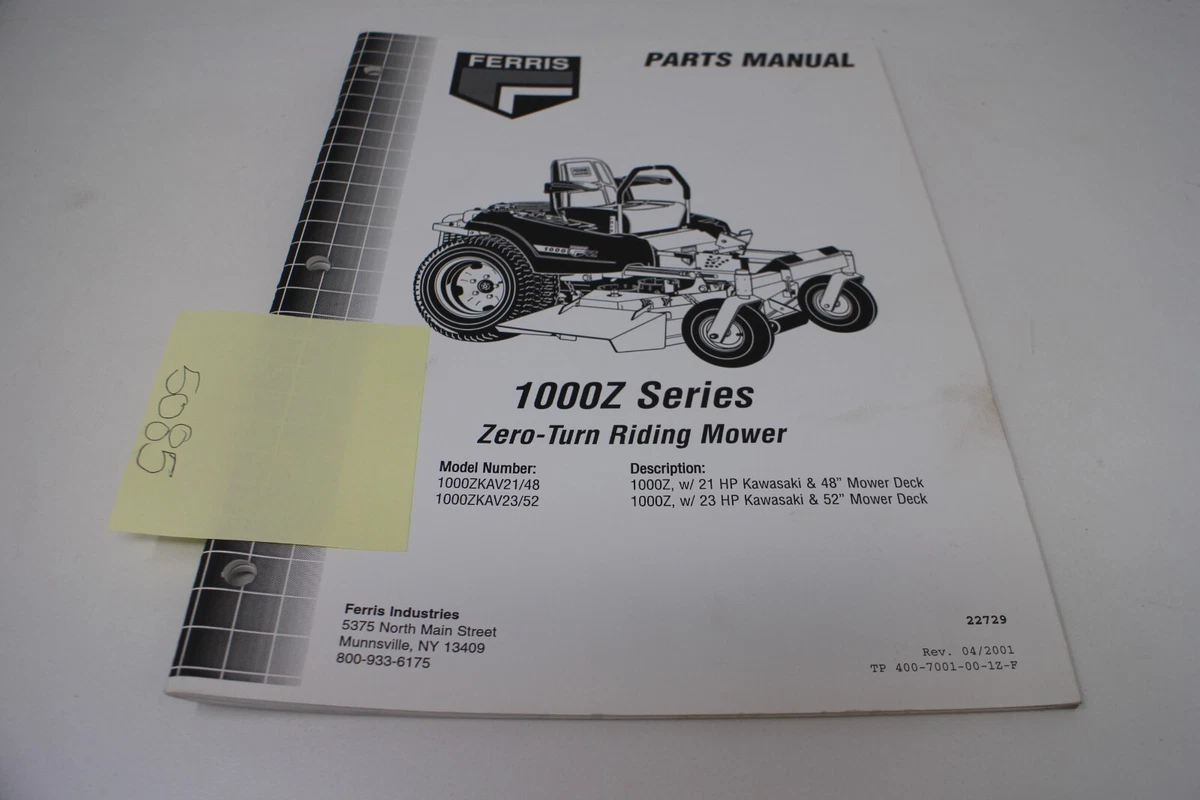 FERRIS
PARTS MANUAL
1000
1000Z Series
Zero-Turn Riding Mower
Model Number: Description:
1000ZKAV21/48 1000Z, w/ 21 HP Kawasaki & 48" Mower Deck
1000ZKAV23/52 1000Z, w/ 23 HP Kawasaki & 52" Mower Deck
5085
Ferris Industries
5375 North Main Street
Munnsville, NY 13409
800-933-6175
22729
Rev. 04/2001
TP 400-7001-00-1Z-F